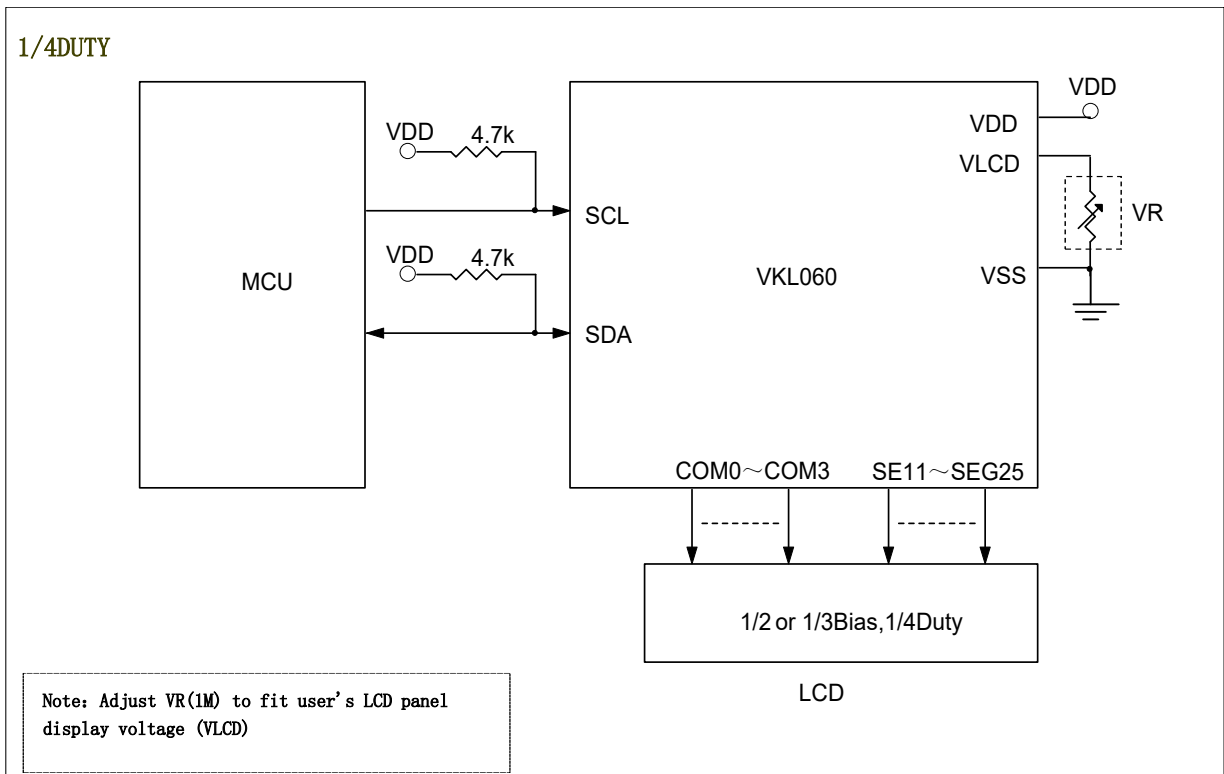 1/4DUTY
VDD
4.7k
VDD
VDD
VLCD
SCL
VR
VDD
4.7k
MCU
VKL060
VSS
SDA
COM0～COM3
SE11～SEG25
1/2 or 1/3Bias,1/4Duty
LCD
Note: Adjust VR(1M) to fit user's LCD panel
display voltage (VLCD)